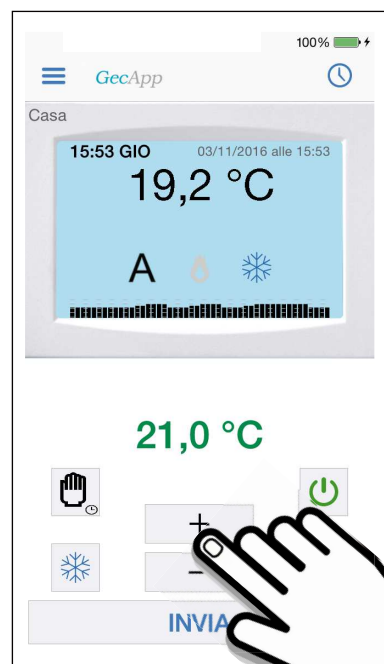 100%
GecApp
Casa
15:53 GIO 03/11/2016 alle 15:53
19,2 °C
A
21,0 °C
+
−
INVIA